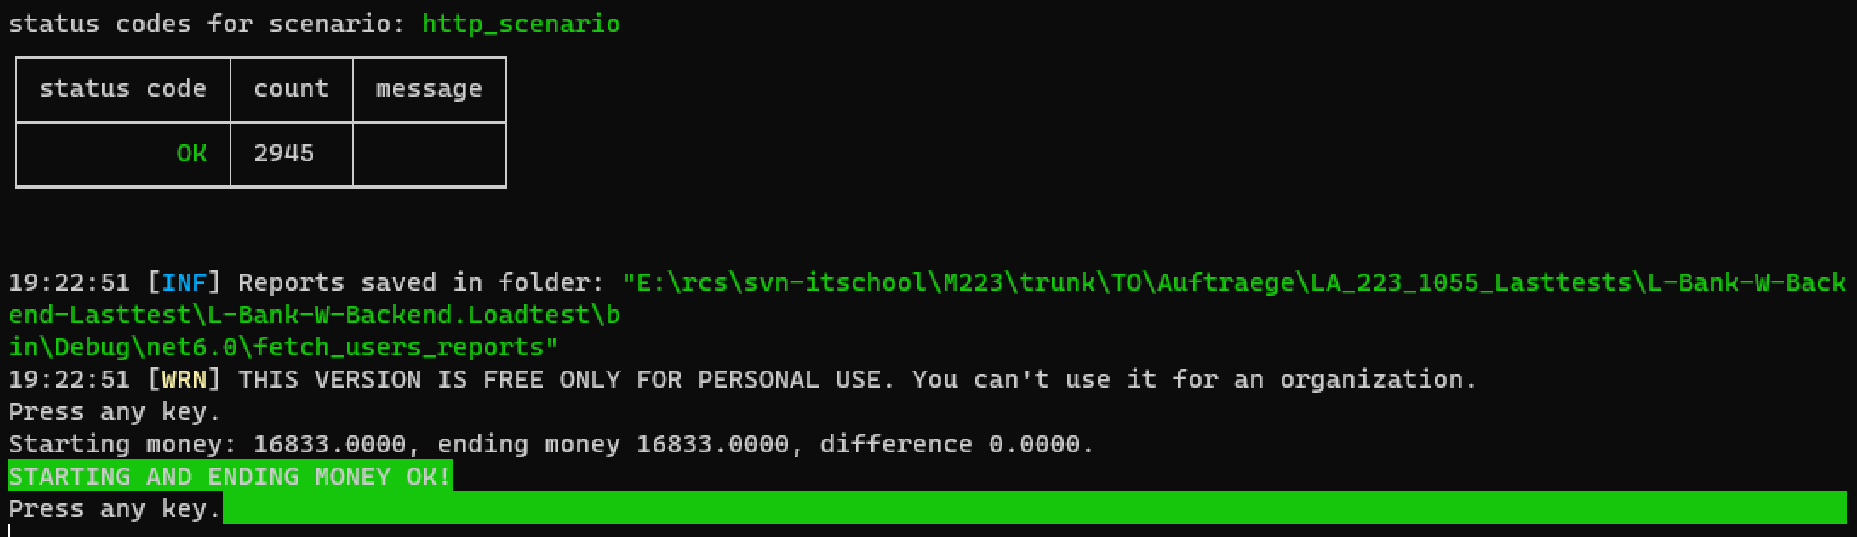 status codes for scenario: http_scenario
status code count message
OK 2945
19:22:51 [INF] Reports saved in folder: "E:\rcs\svn-itschool\M223\trunk\TO\Auftraege\LA_223_1055_Lasttests\L-Bank-W-Back
end-Lasttest\L-Bank-W-Backend.Loadtest\b
in\Debug\net6.0\fetch_users_reports"
19:22:51 [WRN] THIS VERSION IS FREE ONLY FOR PERSONAL USE. You can't use it for an organization.
Press any key.
Starting money: 16833.0000, ending money 16833.0000, difference 0.0000.
STARTING AND ENDING MONEY OK!
Press any key.